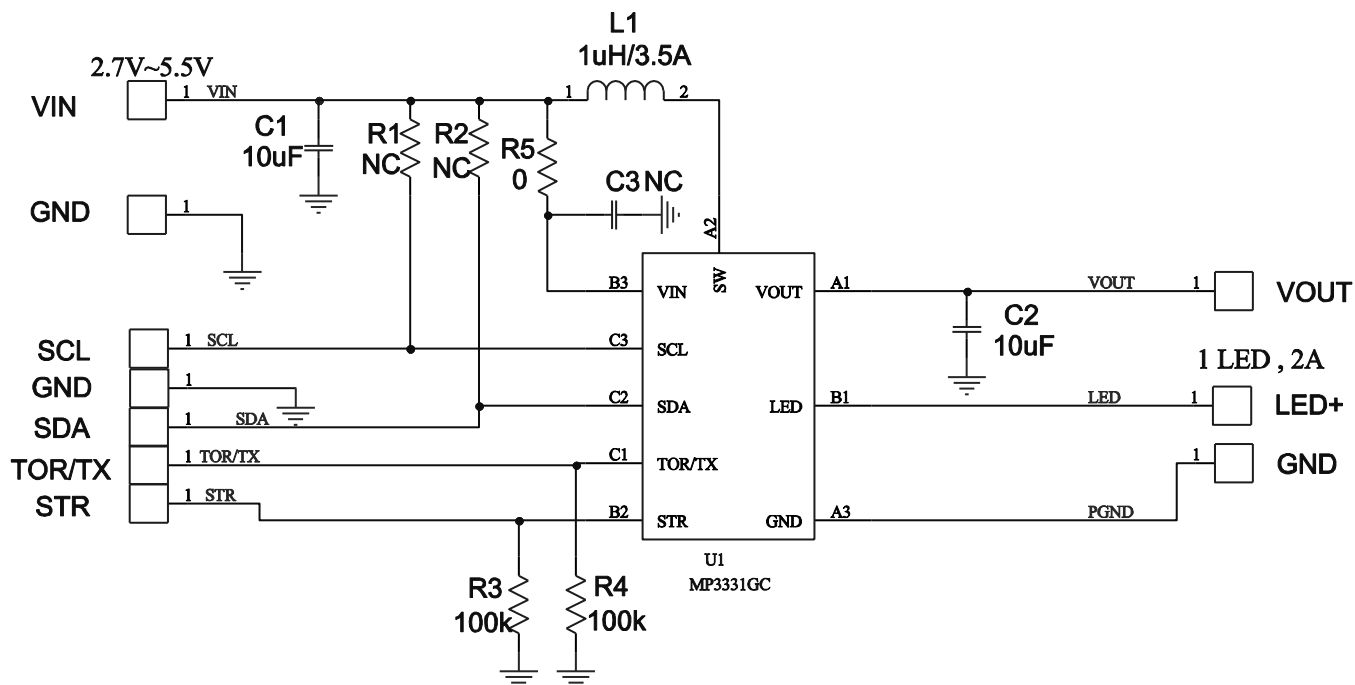 L1
1uH/3.5A
2.7V~5.5V
VIN
1 VIN
1
2
C1
10uF
R1
NC
R2
NC
R5
0
C3 NC
GND
1
A2
SW
B3
VIN
VOUT
A1
VOUT
1
VOUT
C2
10uF
SCL
1 SCL
C3
SCL
1 LED , 2A
GND
1
C2
SDA
LED
B1
LED
1
LED+
SDA
1
SDA
TOR/TX
1 TOR/TX
C1
TOR/TX
1
GND
STR
1 STR
B2
STR
GND
A3
PGND
U1
MP3331GC
R3
100k
R4
100k